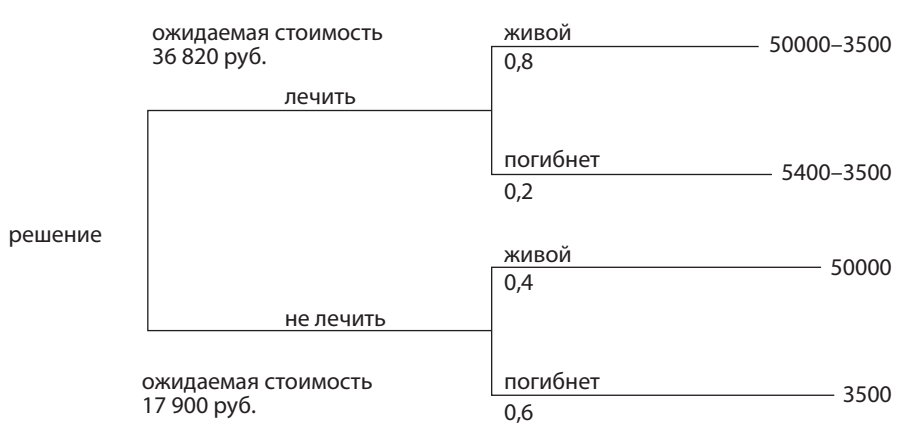 ожидаемая стоимость
36 820 руб.
живой
0,8
50000–3500
лечить
погибнет
0,2
5400–3500
решение
живой
0,4
50000
не лечить
ожидаемая стоимость
17 900 руб.
погибнет
0,6
3500